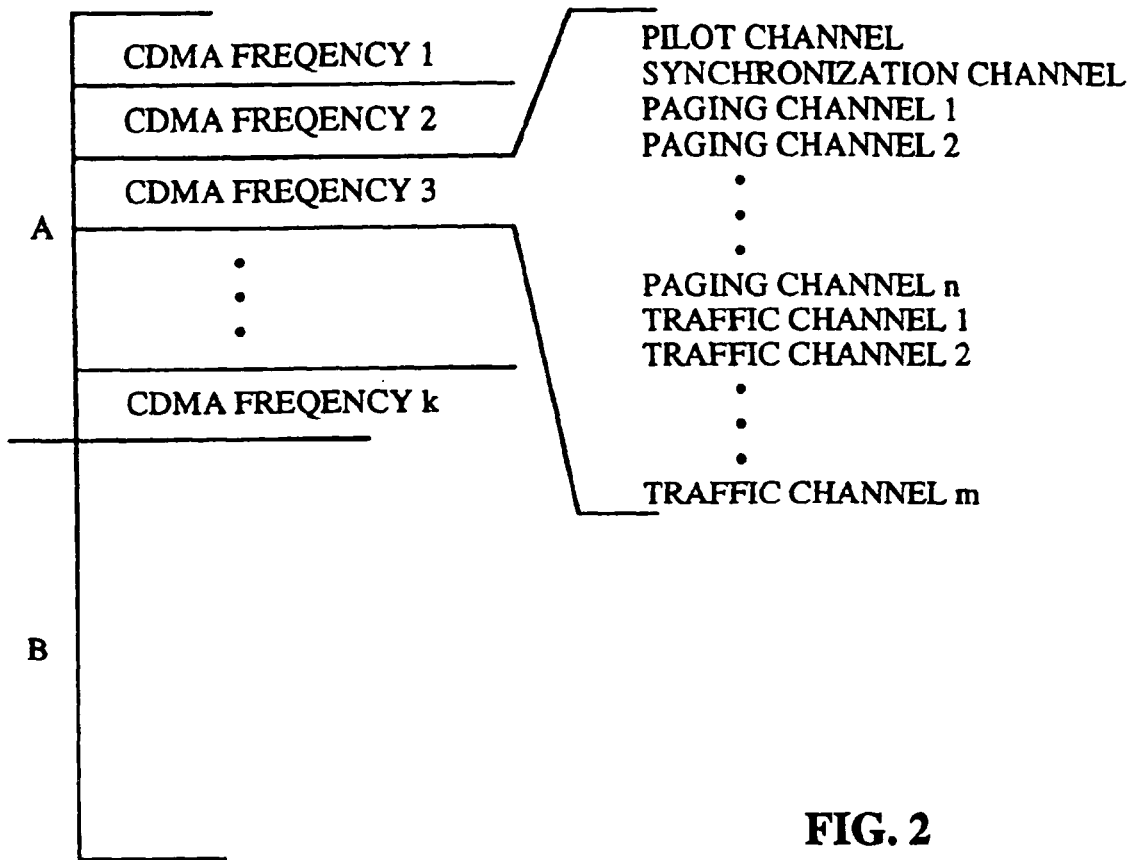 CDMA FREQENCY 1
CDMA FREQENCY 2
CDMA FREQENCY 3
A
CDMA FREQENCY k
B
PILOT CHANNEL
SYNCHRONIZATION CHANNEL
PAGING CHANNEL 1
PAGING CHANNEL 2
PAGING CHANNEL n
TRAFFIC CHANNEL 1
TRAFFIC CHANNEL 2
TRAFFIC CHANNEL m
FIG. 2